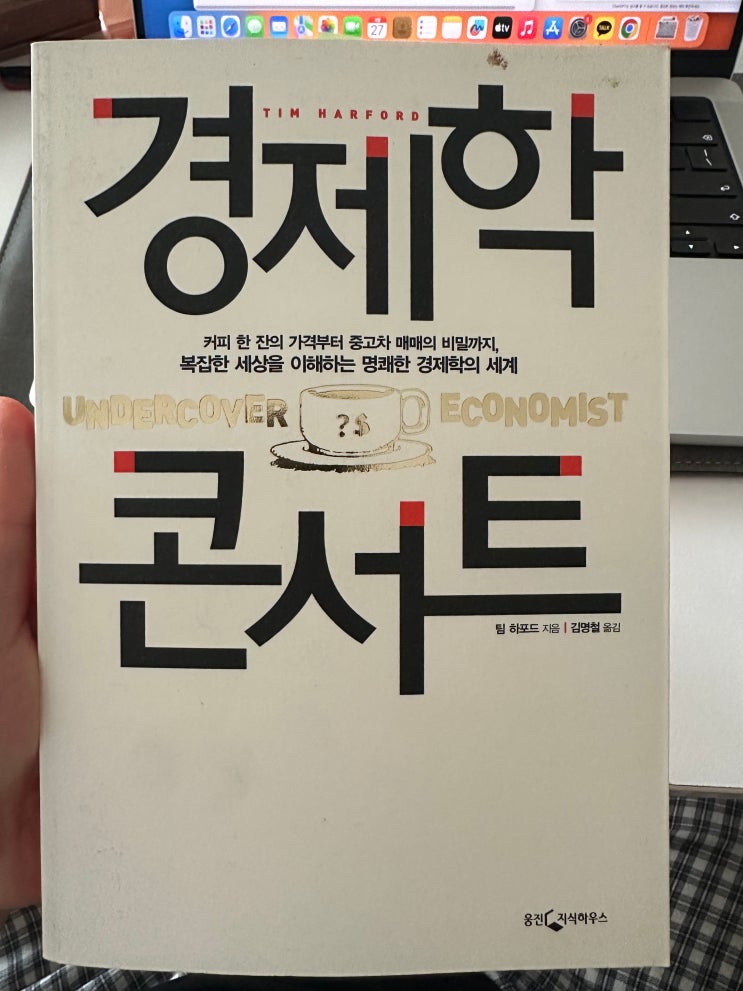 27
tv
TALK
TIM HARFORD
경제학
커피 한 잔의 가격부터 중고차 매매의 비밀까지,
복잡한 세상을 이해하는 명쾌한 경제학의 세계
UNDERCOVER ?$ ECONOMIST
콘서트
팀 하포드 지음 | 김명철 옮김
웅진 지식하우스